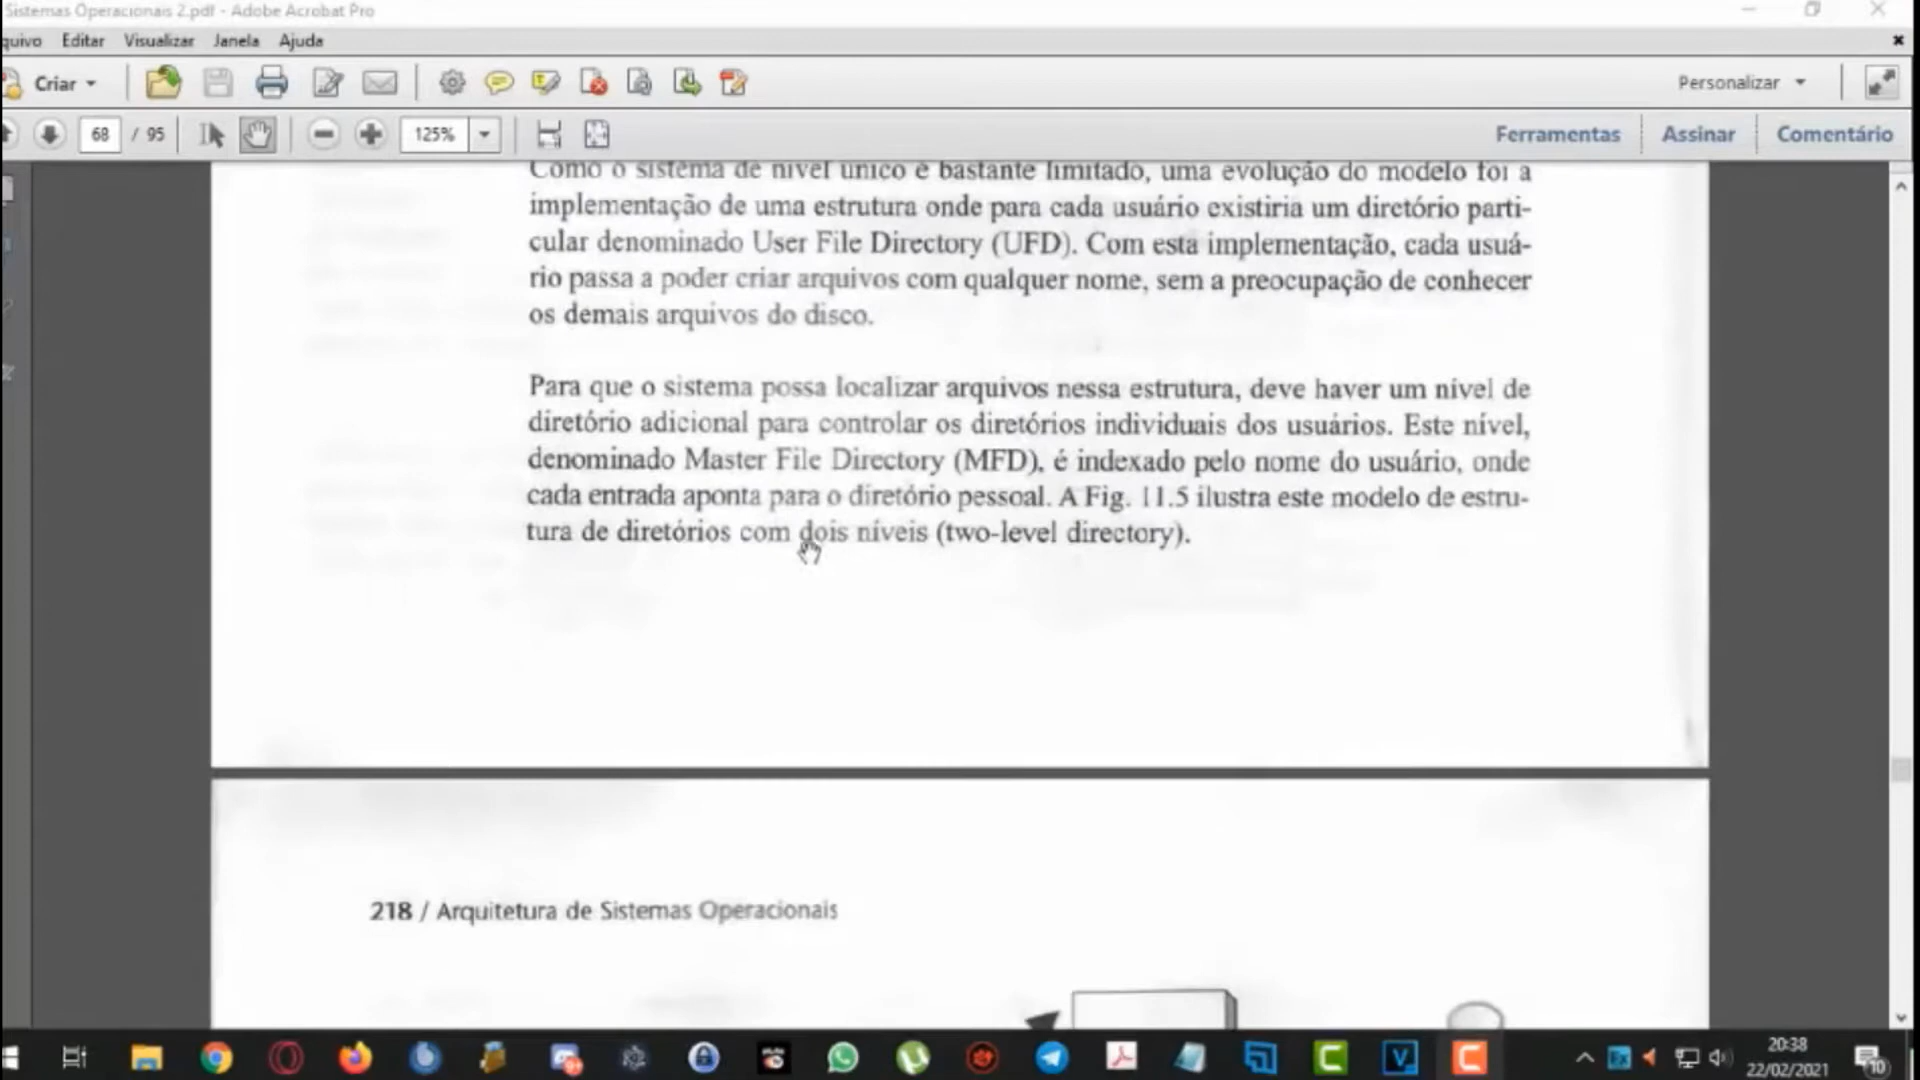 Sistemas Operacionais 2.pdf - Adobe Acrobat Pro
quivo Editar Visualizar Janela Ajuda
Criar
Personalizar
68 / 95
125%
Ferramentas
Assinar
Comentário
Como o sistema de nível único é bastante limitado, uma evolução do modelo foi a
implementação de uma estrutura onde para cada usuário existiria um diretório parti-
cular denominado User File Directory (UFD). Com esta implementação, cada usuá-
rio passa a poder criar arquivos com qualquer nome, sem a preocupação de conhecer
os demais arquivos do disco.
Para que o sistema possa localizar arquivos nessa estrutura, deve haver um nível de
diretório adicional para controlar os diretórios individuais dos usuários. Este nível,
denominado Master File Directory (MFD), é indexado pelo nome do usuário, onde
cada entrada aponta para o diretório pessoal. A Fig. 11.5 ilustra este modelo de estru-
tura de diretórios com dois níveis (two-level directory).
218 / Arquitetura de Sistemas Operacionais
20:38
22/02/2021
10